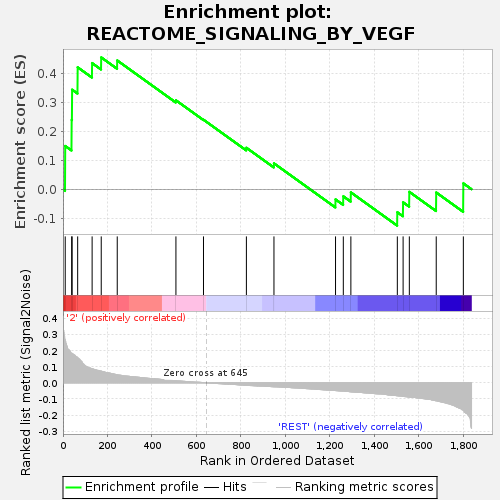 Enrichment plot:
REACTOME_SIGNALING_BY_VEGF
Enrichment score (ES)
0.4
0.3
0.2
0.1
0.0
-0.1
'2' (positively correlated)
Ranked list metric (Signal2Noise)
0.4
0.3
0.2
0.1
0.0
-0.1
-0.2
-0.3
Zero cross at 645
'REST' (negatively correlated)
0 200 400 600 800 1,000 1,200 1,400 1,600 1,800
Rank in Ordered Dataset
Enrichment profile Hits Ranking metric scores